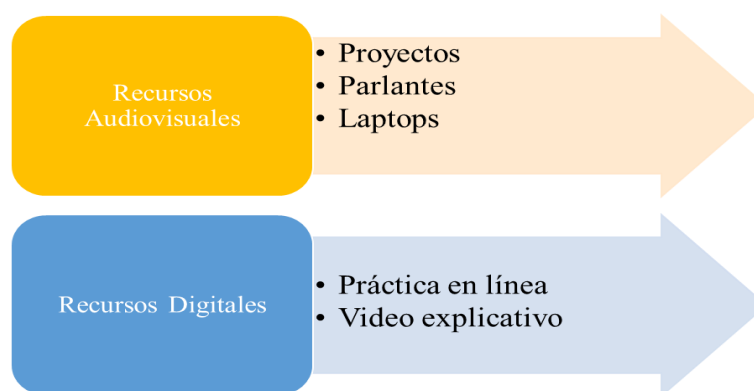 Recursos
Audiovisuales
• Proyectos
• Parlantes
• Laptops
Recursos Digitales
• Práctica en línea
• Video explicativo